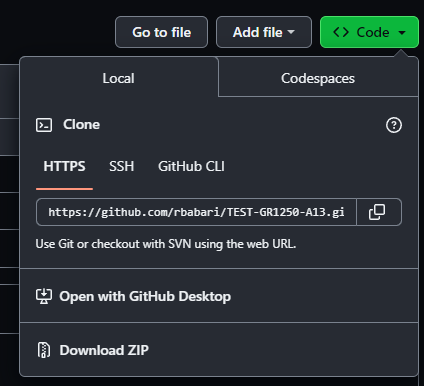 Go to file Add file <> Code
Local Codespaces
Clone
HTTPS SSH GitHub CLI
https://github.com/rbabari/TEST-GR1250-A13.gi
Use Git or checkout with SVN using the web URL.
Open with GitHub Desktop
Download ZIP